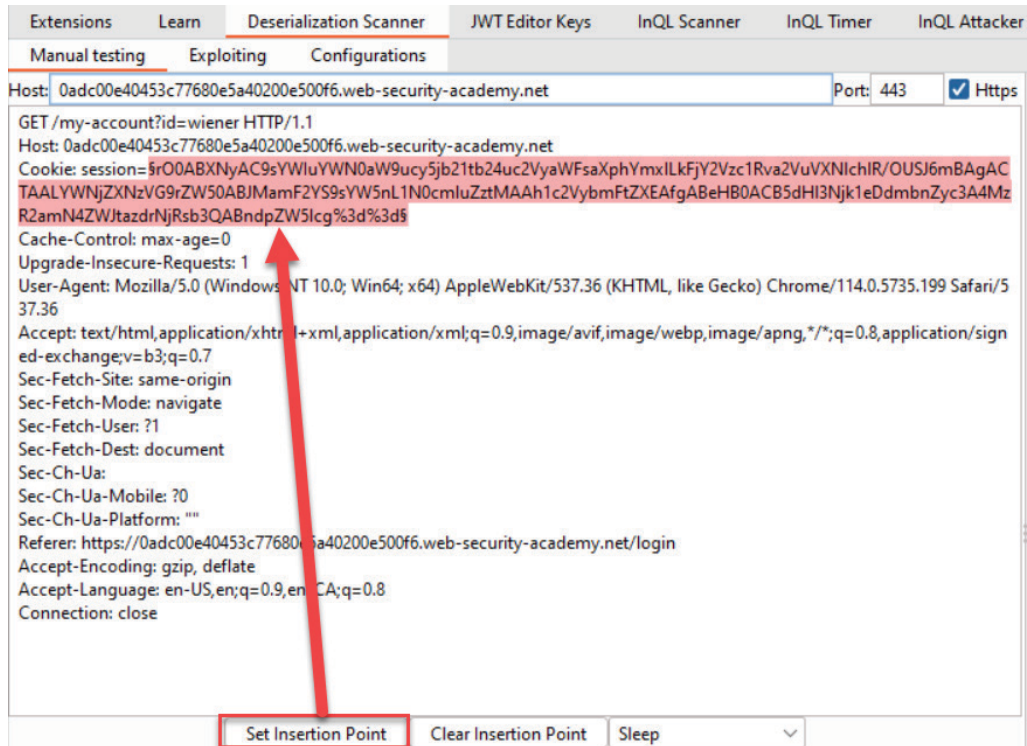 Extensions Learn Deserialization Scanner JWT Editor Keys InQL Scanner InQL Timer InQL Attacker
Manual testing Exploiting Configurations
Host: 0adc00e40453c77680e5a40200e500f6.web-security-academy.net Port: 443 Https
GET /my-account?id=wiener HTTP/1.1
Host: 0adc00e40453c77680e5a40200e500f6.web-security-academy.net
Cookie: session=§rO0ABXNyAC9sYWIuYWN0aW9ucy5jb21tb24uc2VyaWFsaXphYmxlLkFjY2Vzc1Rva2VuVXNlchlR/OUSJ6mBAgAC
TAALYWNjZXNzVG9rZW50ABJMamF2YS9sYW5nL1N0cmluZztMAAh1c2VybmFtZXEAfgABeHB0ACB5dHl3Njk1eDdmbnZyc3A4Mz
R2amN4ZWJtazdrNjRsb3QABndpZW5lcg%3d%3d§
Cache-Control: max-age=0
Upgrade-Insecure-Requests: 1
User-Agent: Mozilla/5.0 (Windows NT 10.0; Win64; x64) AppleWebKit/537.36 (KHTML, like Gecko) Chrome/114.0.5735.199 Safari/5
37.36
Accept: text/html,application/xhtml+xml,application/xml;q=0.9,image/avif,image/webp,image/apng,*/*;q=0.8,application/sign
ed-exchange;v=b3;q=0.7
Sec-Fetch-Site: same-origin
Sec-Fetch-Mode: navigate
Sec-Fetch-User: ?1
Sec-Fetch-Dest: document
Sec-Ch-Ua:
Sec-Ch-Ua-Mobile: ?0
Sec-Ch-Ua-Platform: ""
Referer: https://0adc00e40453c77680e5a40200e500f6.web-security-academy.net/login
Accept-Encoding: gzip, deflate
Accept-Language: en-US,en;q=0.9,en-CA;q=0.8
Connection: close
Set Insertion Point Clear Insertion Point Sleep